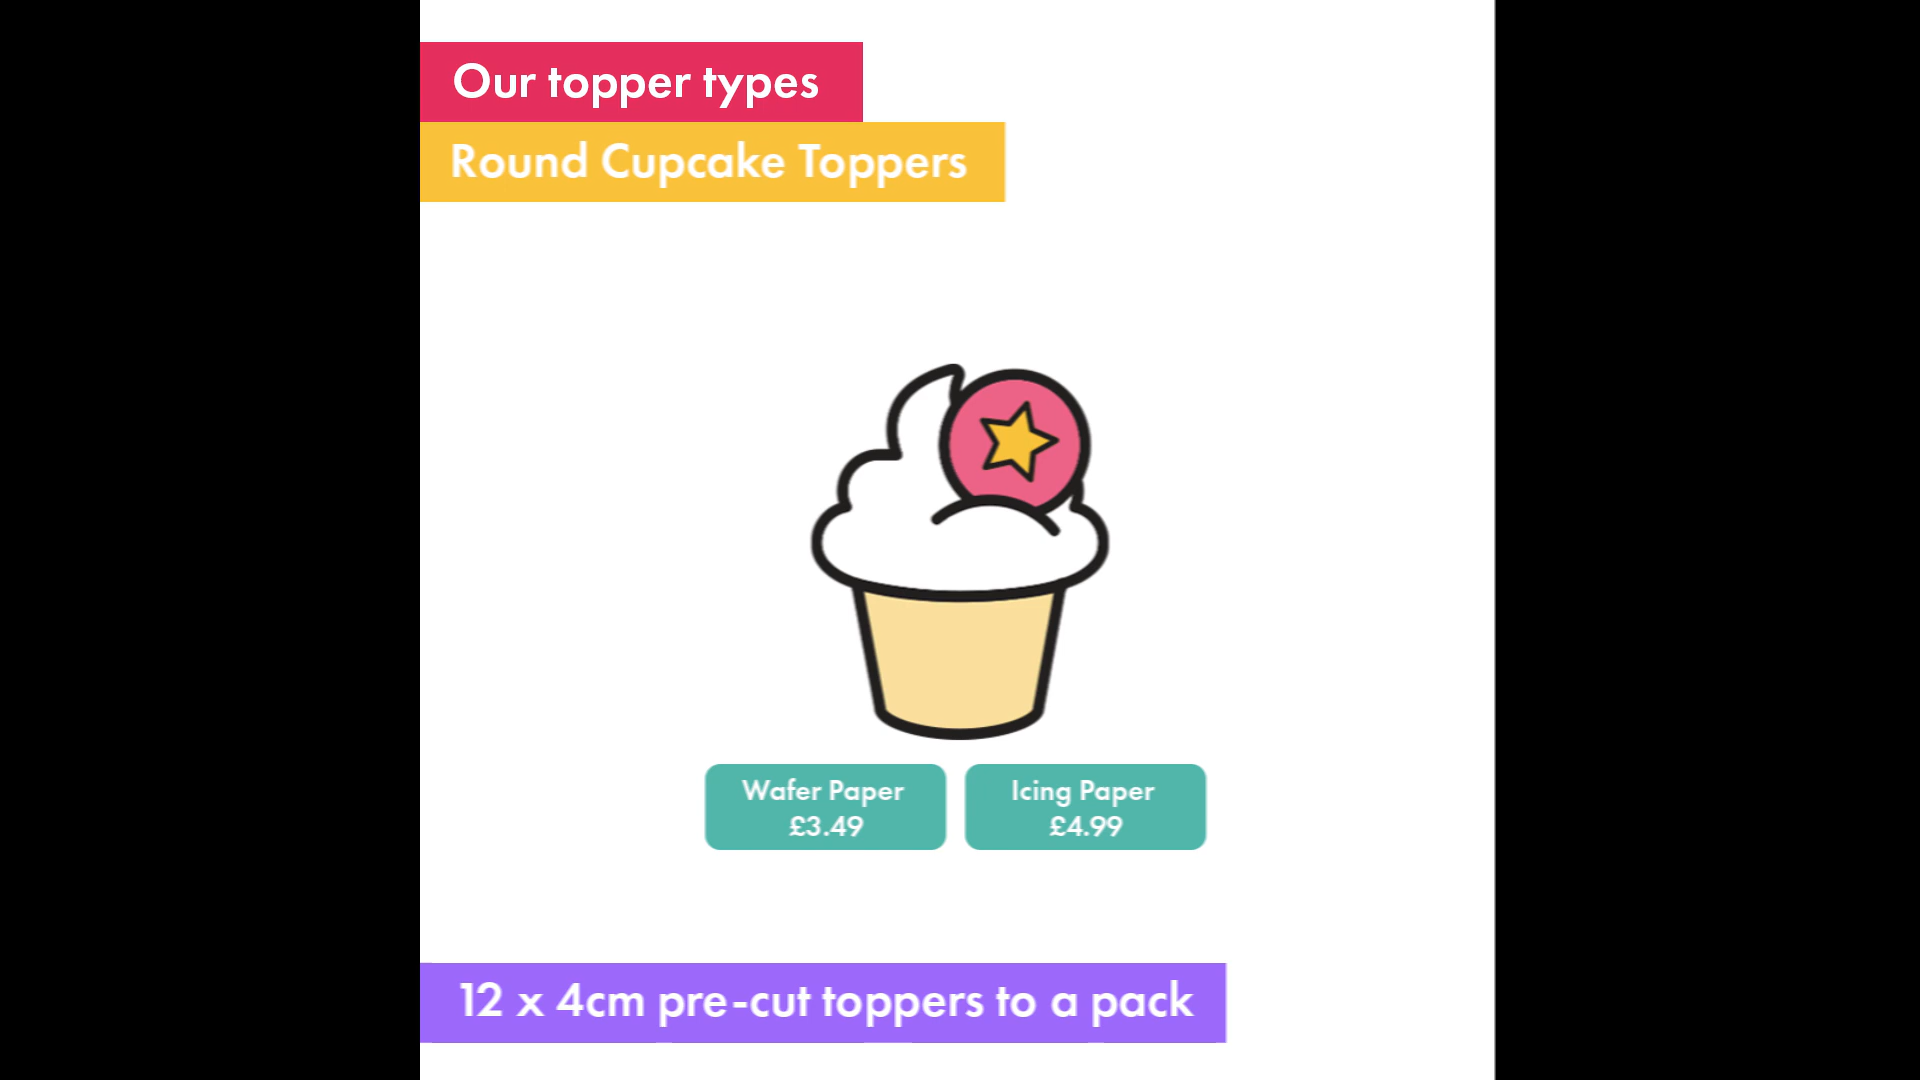 Our topper types
Round Cupcake Toppers
Wafer Paper
£3.49
Icing Paper
£4.99
12 x 4cm pre-cut toppers to a pack